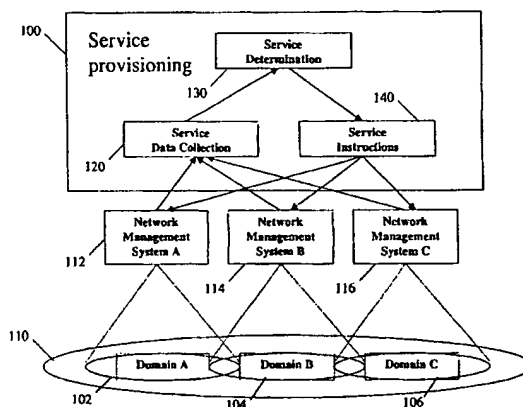 100
Service
provisioning
Service
Determination
130
140
Service
Data Collection
Service
Instructions
120
Network
Management
System A
Network
Management
System B
Network
Management
System C
112
114
116
110
Domain A
Domain B
Domain C
102
104
106